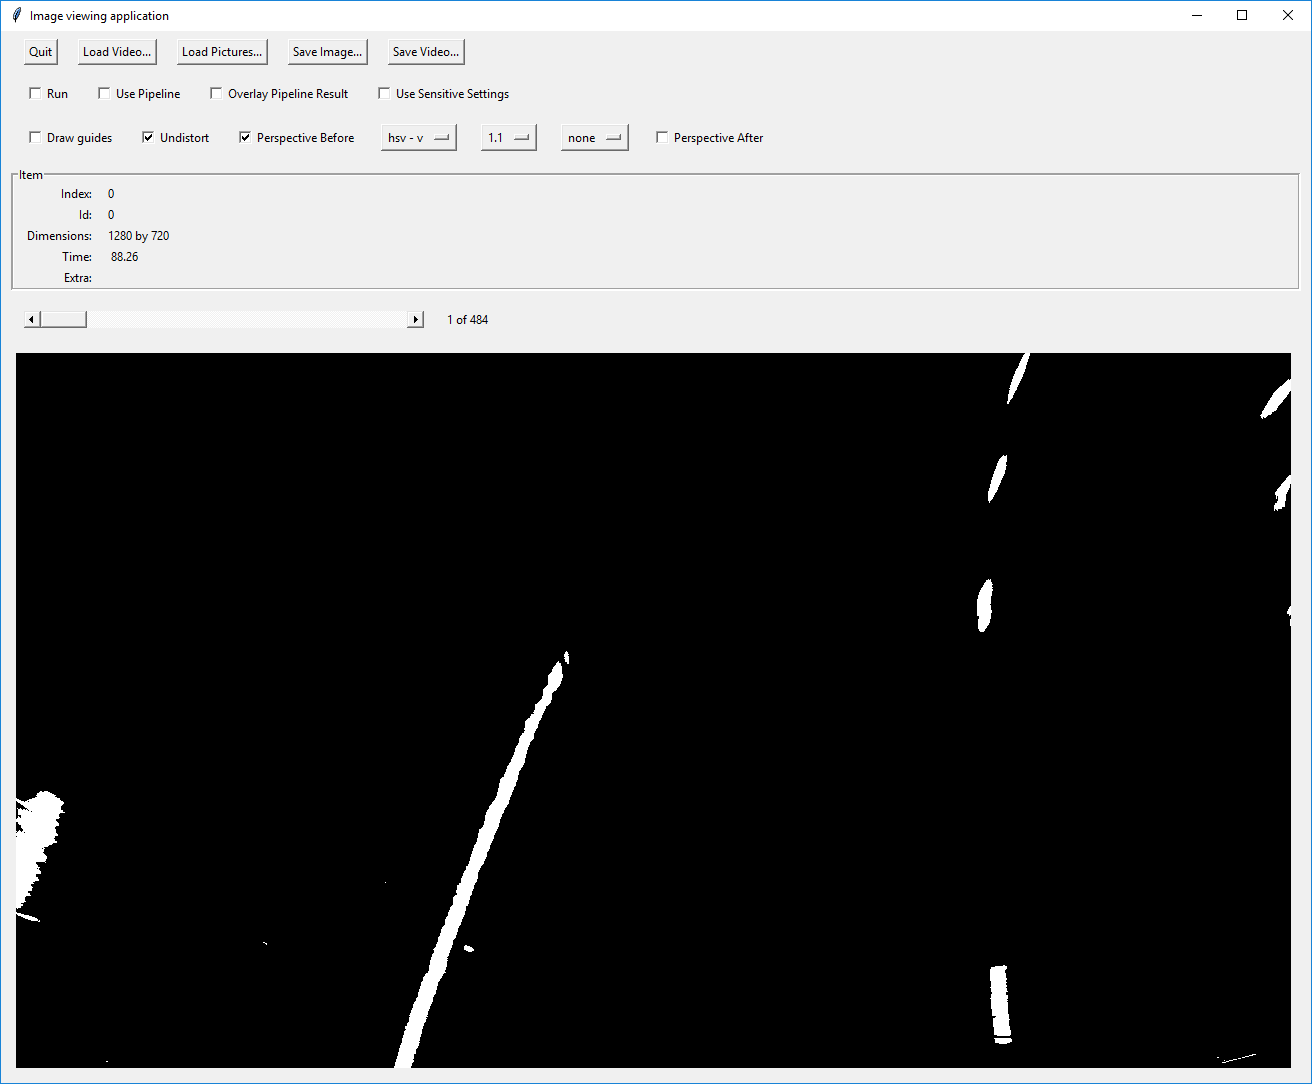 Image viewing application
Quit Load Video... Load Pictures... Save Image... Save Video...
Run Use Pipeline Overlay Pipeline Result Use Sensitive Settings
Draw guides Undistort Perspective Before hsv - v 1.1 none Perspective After
Item
Index: 0
Id: 0
Dimensions: 1280 by 720
Time: 88.26
Extra:
1 of 484